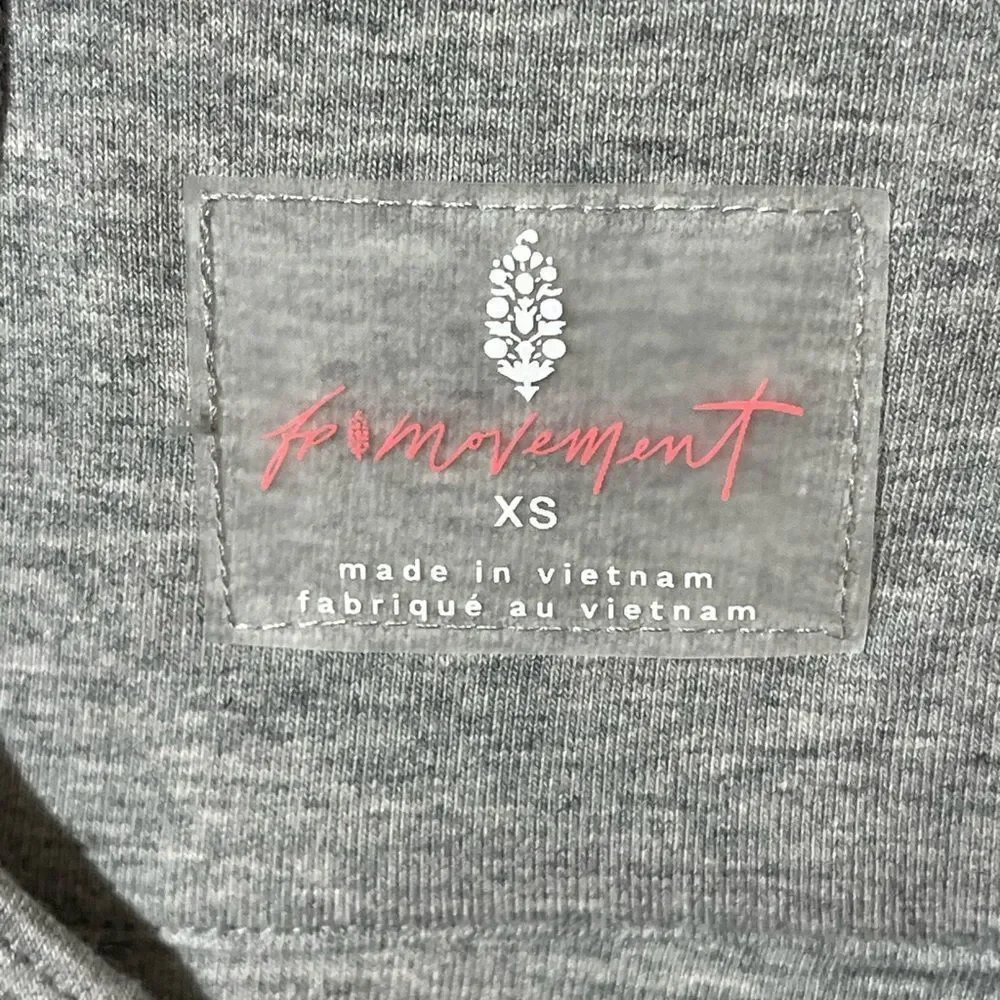 fp movement
XS
made in vietnam
fabriqué au vietnam